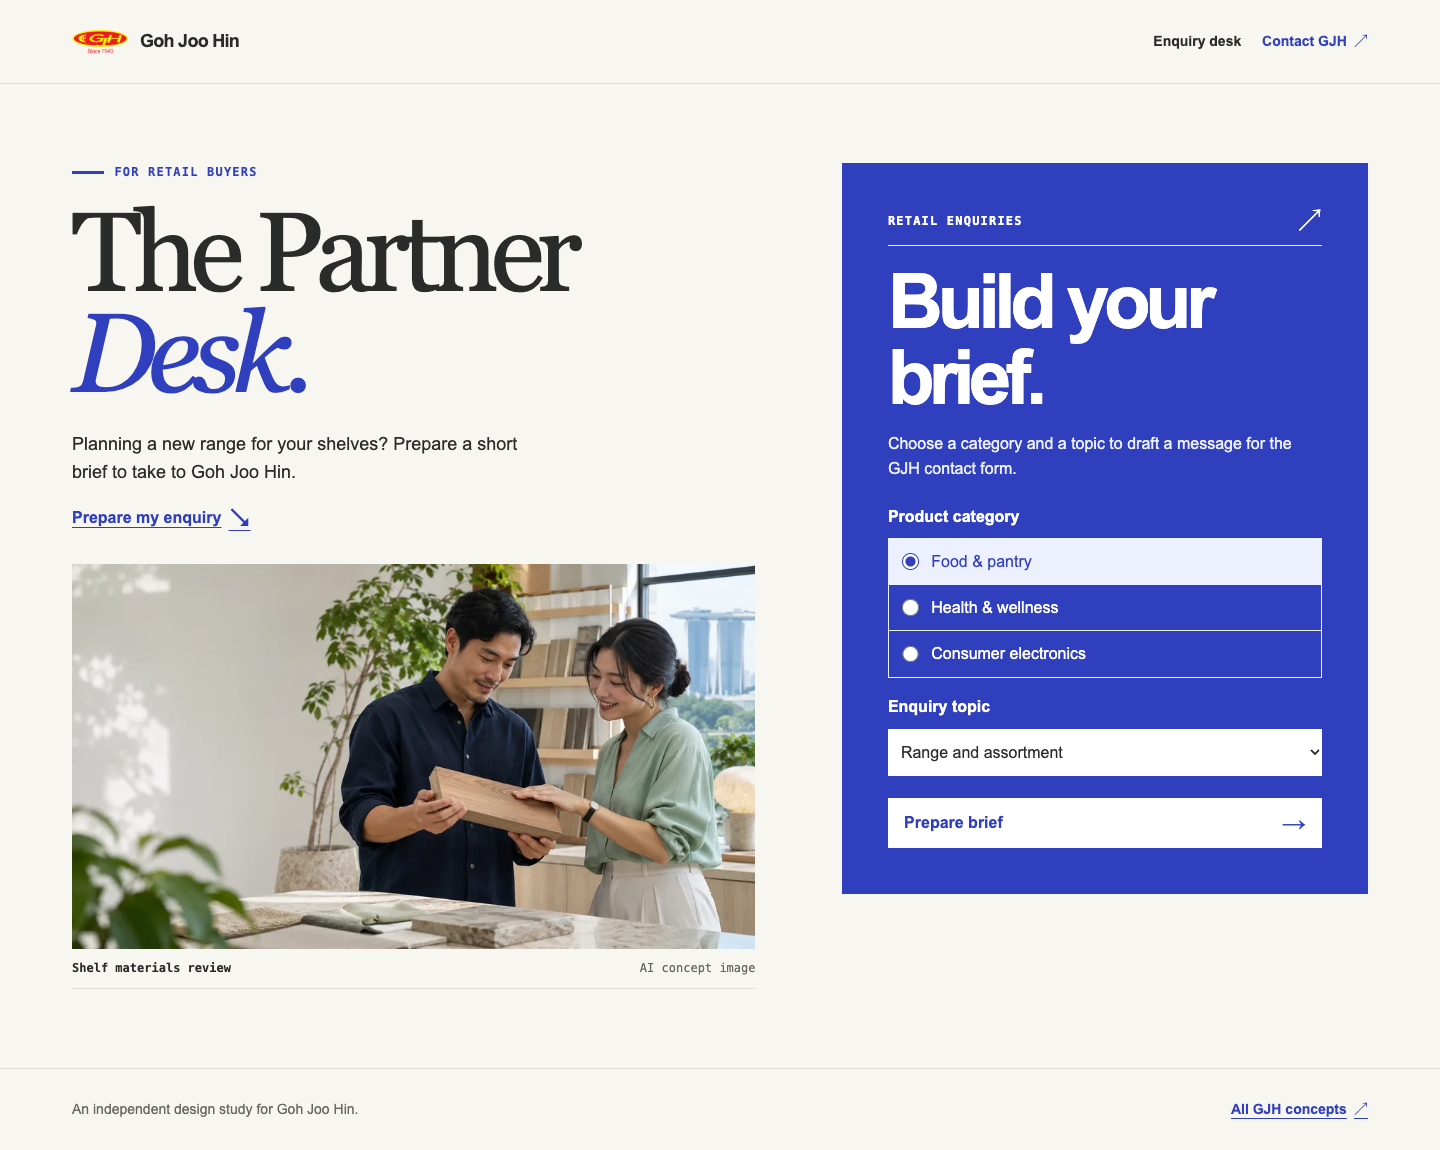 GJH
Since 1943
Goh Joo Hin
Enquiry desk
Contact GJH ↗
FOR RETAIL BUYERS
The Partner
Desk.
Planning a new range for your shelves? Prepare a short
brief to take to Goh Joo Hin.
Prepare my enquiry ↘
Shelf materials review
AI concept image
RETAIL ENQUIRIES ↗
Build your
brief.
Choose a category and a topic to draft a message for the
GJH contact form.
Product category
Food & pantry
Health & wellness
Consumer electronics
Enquiry topic
Range and assortment
Prepare brief →
An independent design study for Goh Joo Hin.
All GJH concepts ↗